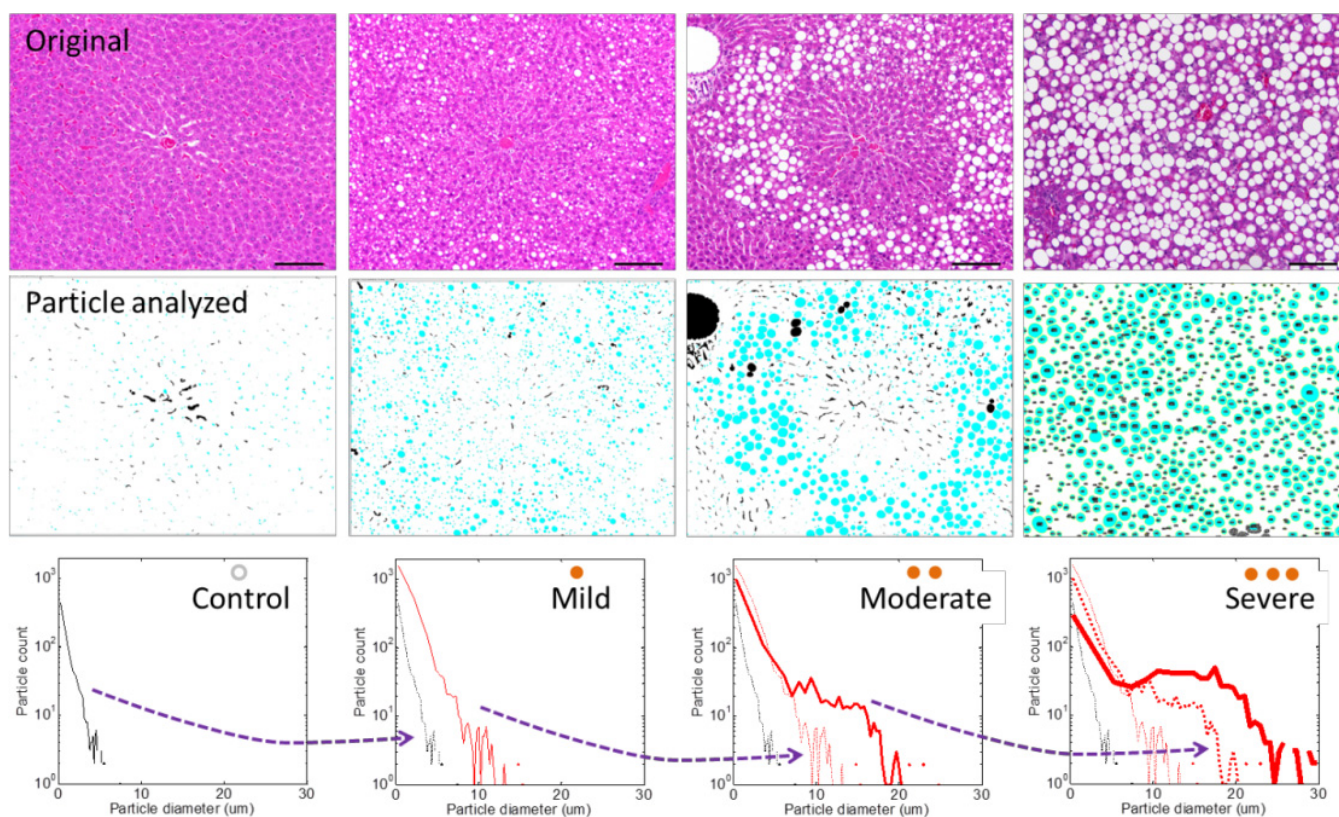 Original
Particle analyzed
Control
Mild
Moderate
Severe
10³
10²
10¹
10⁰
Particle count
0 10 20 30
Particle diameter (um)
10³
10²
10¹
10⁰
Particle count
0 10 20 30
Particle diameter (um)
10³
10²
10¹
10⁰
Particle count
0 10 20 30
Particle diameter (um)
10³
10²
10¹
10⁰
Particle count
0 10 20 30
Particle diameter (um)